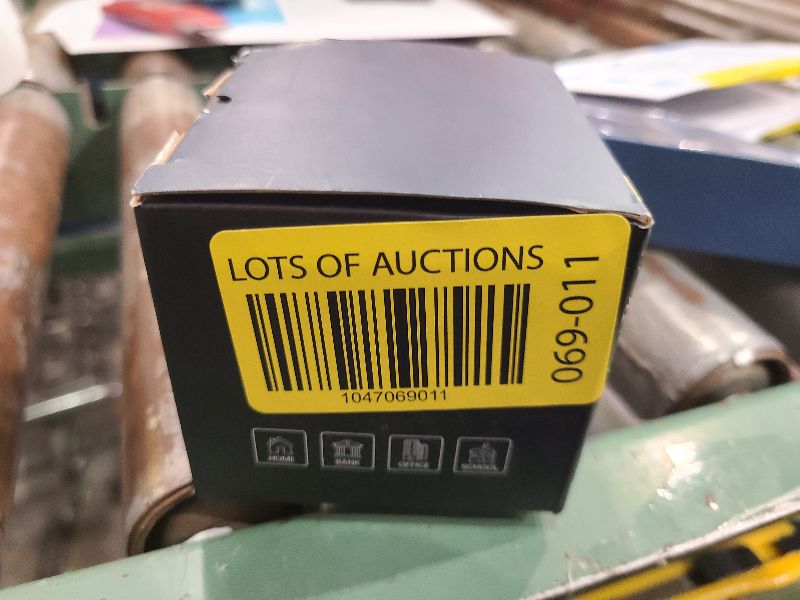 LOTS OF AUCTIONS
069-011
1047069011
HOME
BANK
OFFICE
SCHOOL